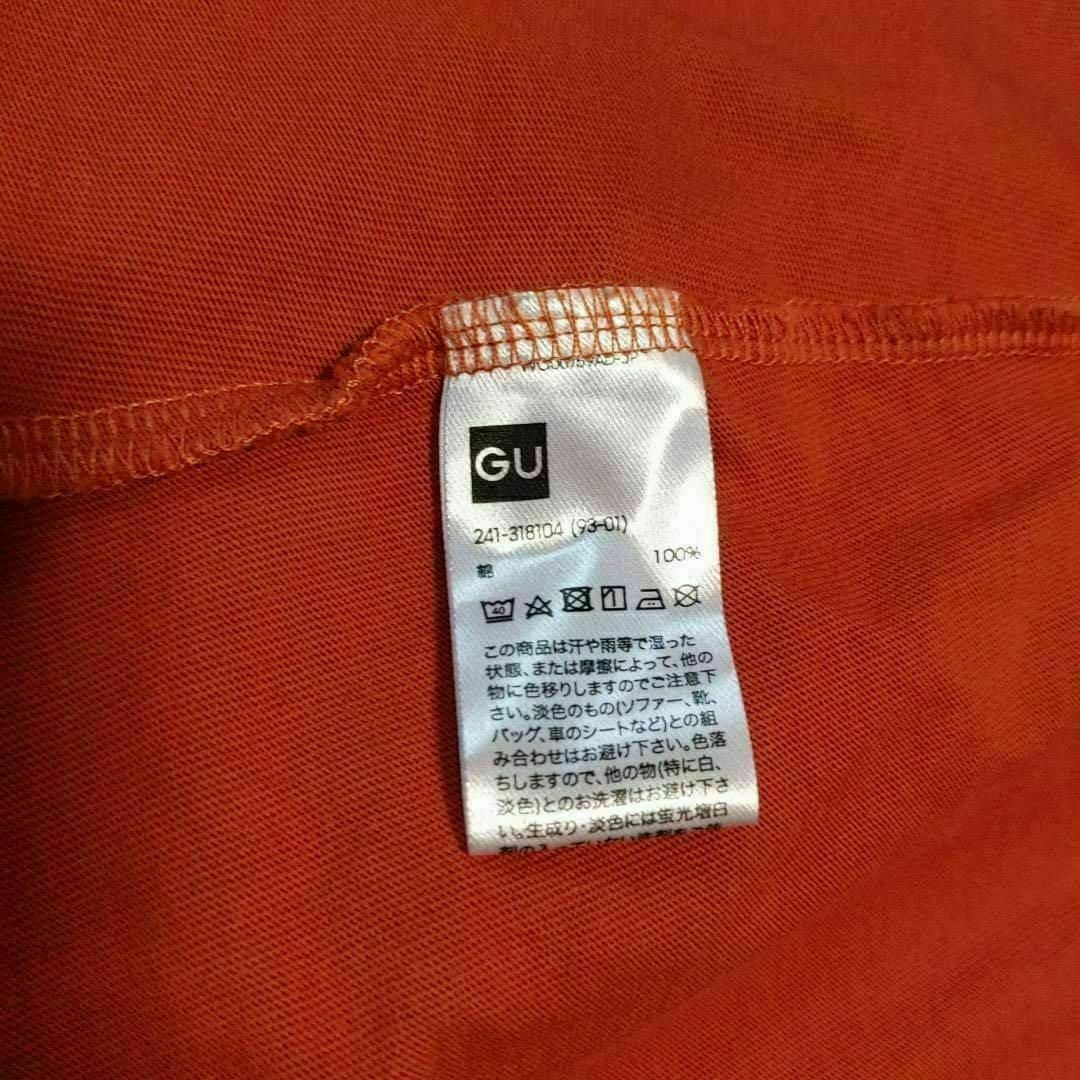 GU
241-318104 (93-01)
綿 100%
40
この商品は汗や雨等で湿った
状態、または摩擦によって、他の
物に色移りしますのでご注意下
さい。淡色のもの(ソファー、靴、
バッグ、車のシートなど)との組
み合わせはお避け下さい。色落
ちしますので、他の物(特に白、
淡色)とのお洗濯はお避け下さ
い。生成り・淡色には蛍光増白